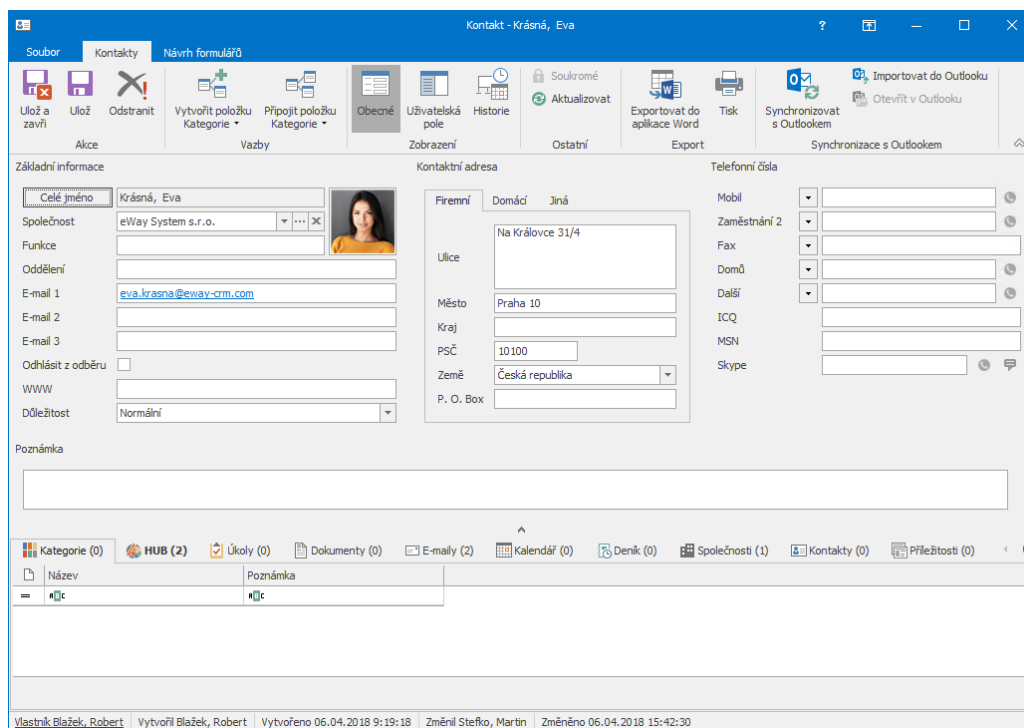 Kontakt - Krásná, Eva
?
Soubor Kontakty Návrh formulářů
Ulož a zavři
Ulož
Odstranit
Akce
Vytvořit položku Kategorie
Připojit položku Kategorie
Vazby
Obecné
Uživatelská pole
Historie
Zobrazení
Soukromé
Aktualizovat
Ostatní
Exportovat do aplikace Word
Tisk
Export
Synchronizovat s Outlookem
Importovat do Outlooku
Otevřít v Outlooku
Synchronizace s Outlookem
Základní informace
Celé jméno Krásná, Eva
Společnost eWay System s.r.o.
Funkce
Oddělení
E-mail 1 eva.krasna@eway-crm.com
E-mail 2
E-mail 3
Odhlásit z odběru
WWW
Důležitost Normální
Kontaktní adresa
Firemní Domácí Jiná
Ulice Na Královce 31/4
Město Praha 10
Kraj
PSČ 10100
Země Česká republika
P. O. Box
Telefonní čísla
Mobil
Zaměstnání 2
Fax
Domů
Další
ICQ
MSN
Skype
Poznámka
Kategorie (0) HUB (2) Úkoly (0) Dokumenty (0) E-maily (2) Kalendář (0) Deník (0) Společnosti (1) Kontakty (0) Příležitosti (0)
Název Poznámka
Vlastník Blažek, Robert Vytvořil Blažek, Robert Vytvořeno 06.04.2018 9:19:18 Změnil Stefko, Martin Změněno 06.04.2018 15:42:30